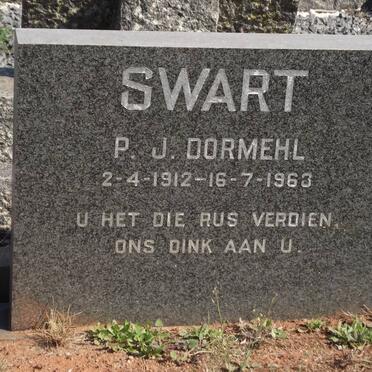 SWART
P. J. DORMEHL
2-4-1912-16-7-1963
U HET DIE RUS VERDIEN.
ONS DINK AAN U.